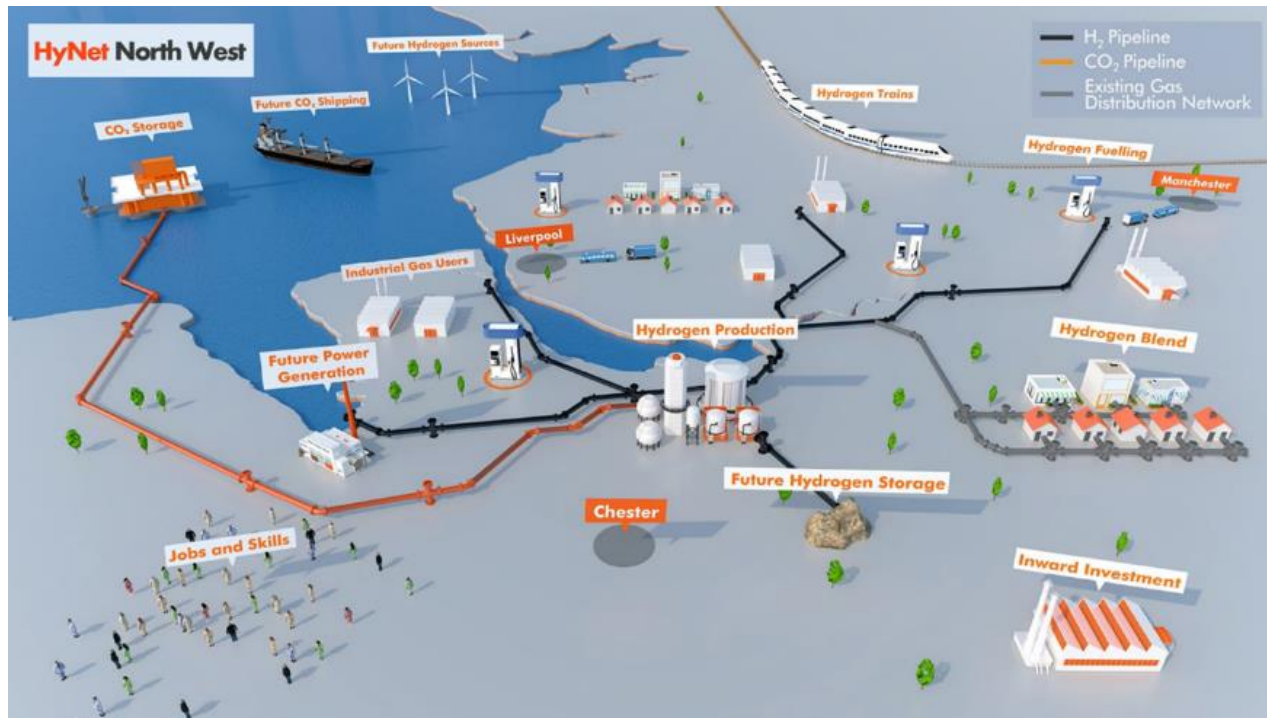 HyNet North West
Future Hydrogen Sources
H₂ Pipeline
CO₂ Pipeline
Existing Gas
Distribution Network
Future CO₂ Shipping
CO₂ Storage
Hydrogen Trains
Hydrogen Fuelling
Manchester
Liverpool
Industrial Gas Users
Hydrogen Production
Hydrogen Blend
Future Power
Generation
Future Hydrogen Storage
Chester
Jobs and Skills
Inward Investment